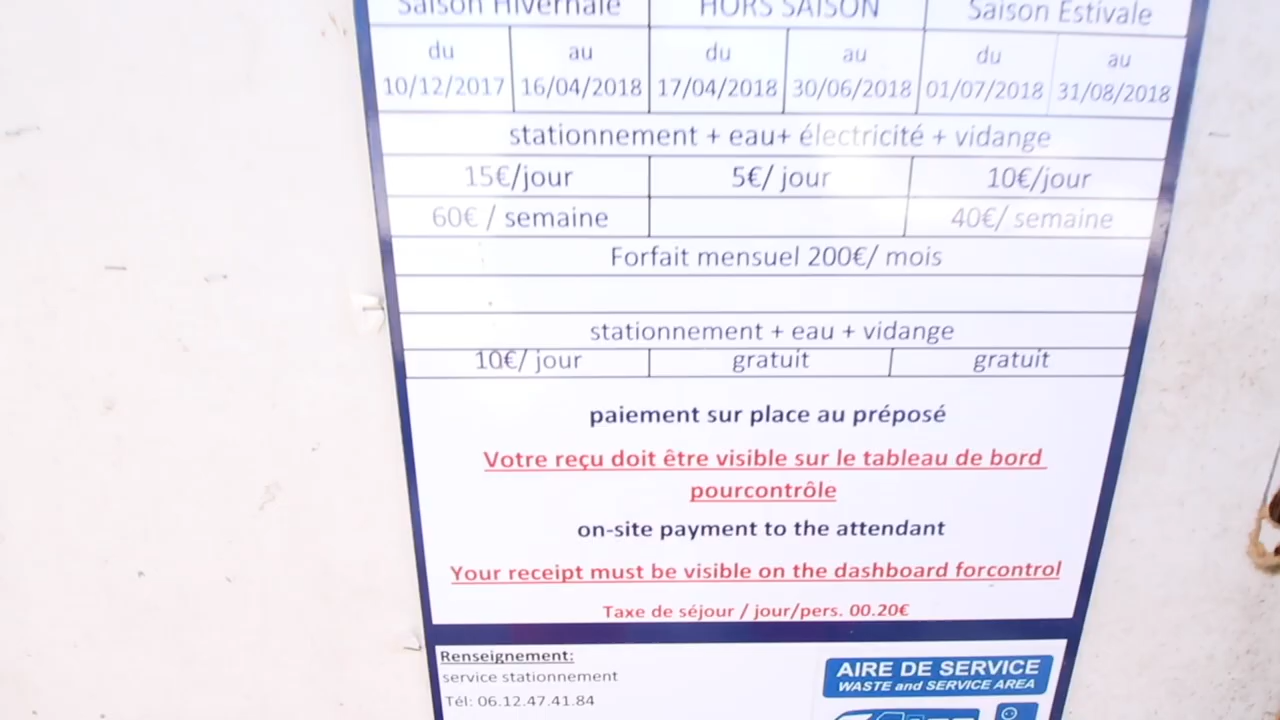 Saison Hivernale HORS SAISON Saison Estivale
du au du au du au
10/12/2017 16/04/2018 17/04/2018 30/06/2018 01/07/2018 31/08/2018
stationnement + eau+ électricité + vidange
15€/jour 5€/ jour 10€/jour
60€ / semaine 40€/ semaine
Forfait mensuel 200€/ mois
stationnement + eau + vidange
10€/ jour gratuit gratuit
paiement sur place au préposé
Votre reçu doit être visible sur le tableau de bord
pourcontrôle
on-site payment to the attendant
Your receipt must be visible on the dashboard forcontrol
Taxe de séjour / jour/pers. 00.20€
Renseignement:
service stationnement
Tél: 06.12.47.41.84
AIRE DE SERVICE
WASTE and SERVICE AREA